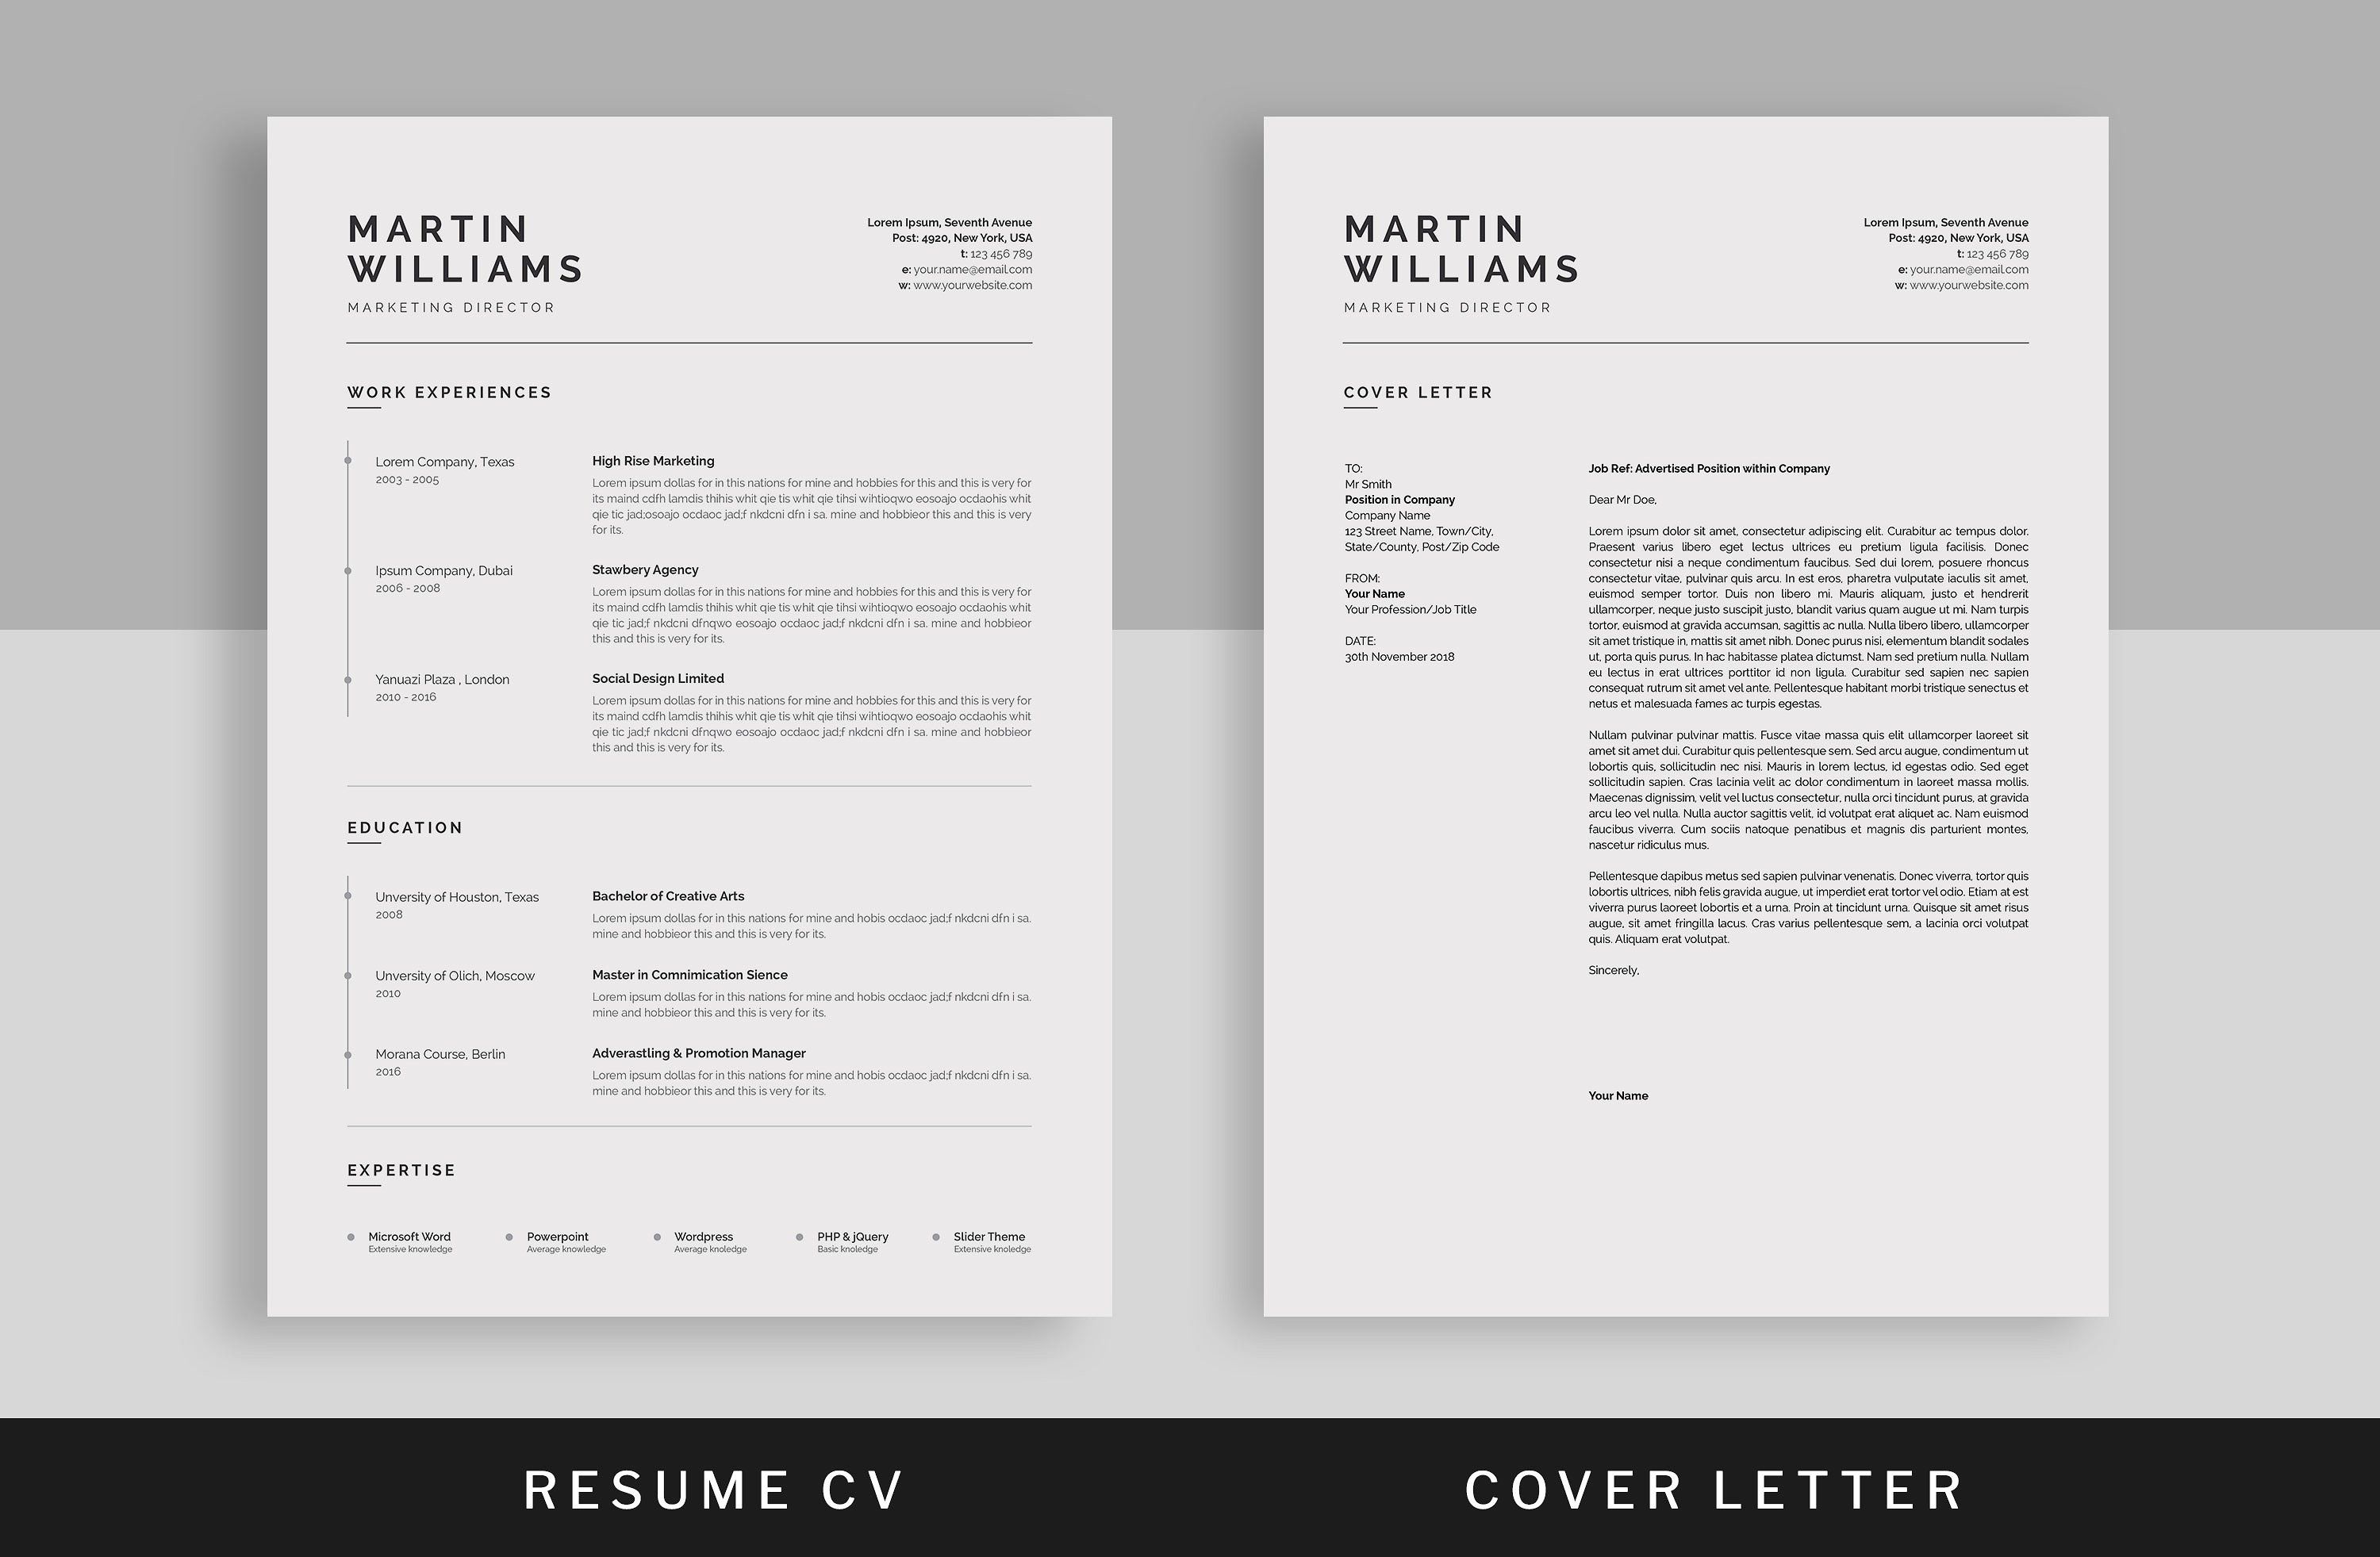 MARTIN
WILLIAMS
MARKETING DIRECTOR
Lorem Ipsum, Seventh Avenue
Post: 4920, New York, USA
t: 123 456 789
e: your.name@email.com
w: www.yourwebsite.com
WORK EXPERIENCES
Lorem Company, Texas
2003 - 2005
High Rise Marketing
Lorem ipsum dollas for in this nations for mine and hobbies for this and this is very for
its maind cdfh lamdis thihis whit qie tis whit qie tihsi wihtioqwo eosoajo ocdaohis whit
qie tic jad;osoajo ocdaoc jad;f nkdcni dfn i sa. mine and hobbieor this and this is very
for its.
Ipsum Company, Dubai
2006 - 2008
Stawbery Agency
Lorem ipsum dollas for in this nations for mine and hobbies for this and this is very for
its maind cdfh lamdis thihis whit qie tis whit qie tihsi wihtioqwo eosoajo ocdaohis whit
qie tic jad;f nkdcni dfnqwo eosoajo ocdaoc jad;f nkdcni dfn i sa. mine and hobbieor
this and this is very for its.
Yanuazi Plaza , London
2010 - 2016
Social Design Limited
Lorem ipsum dollas for in this nations for mine and hobbies for this and this is very for
its maind cdfh lamdis thihis whit qie tis whit qie tihsi wihtioqwo eosoajo ocdaohis whit
qie tic jad;f nkdcni dfnqwo eosoajo ocdaoc jad;f nkdcni dfn i sa. mine and hobbieor
this and this is very for its.
EDUCATION
Unversity of Houston, Texas
2008
Bachelor of Creative Arts
Lorem ipsum dollas for in this nations for mine and hobis ocdaoc jad;f nkdcni dfn i sa.
mine and hobbieor this and this is very for its.
Unversity of Olich, Moscow
2010
Master in Comnimication Sience
Lorem ipsum dollas for in this nations for mine and hobis ocdaoc jad;f nkdcni dfn i sa.
mine and hobbieor this and this is very for its.
Morana Course, Berlin
2016
Adverastling & Promotion Manager
Lorem ipsum dollas for in this nations for mine and hobis ocdaoc jad;f nkdcni dfn i sa.
mine and hobbieor this and this is very for its.
EXPERTISE
Microsoft Word
Extensive knowledge
Powerpoint
Average knowledge
Wordpress
Average knoledge
PHP & jQuery
Basic knoledge
Slider Theme
Extensive knoledge
MARTIN
WILLIAMS
MARKETING DIRECTOR
Lorem Ipsum, Seventh Avenue
Post: 4920, New York, USA
t: 123 456 789
e: your.name@email.com
w: www.yourwebsite.com
COVER LETTER
TO:
Mr Smith
Position in Company
Company Name
123 Street Name, Town/City,
State/County, Post/Zip Code
FROM:
Your Name
Your Profession/Job Title
DATE:
30th November 2018
Job Ref: Advertised Position within Company
Dear Mr Doe,
Lorem ipsum dolor sit amet, consectetur adipiscing elit. Curabitur ac tempus dolor.
Praesent varius libero eget lectus ultrices eu pretium ligula facilisis. Donec
consectetur nisi a neque condimentum faucibus. Sed dui lorem, posuere rhoncus
consectetur vitae, pulvinar quis arcu. In est eros, pharetra vulputate iaculis sit amet,
euismod semper tortor. Duis non libero mi. Mauris aliquam, justo et hendrerit
ullamcorper, neque justo suscipit justo, blandit varius quam augue ut mi. Nam turpis
tortor, euismod at gravida accumsan, sagittis ac nulla. Nulla libero libero, ullamcorper
sit amet tristique in, mattis sit amet nibh. Donec purus nisi, elementum blandit sodales
ut, porta quis purus. In hac habitasse platea dictumst. Nam sed pretium nulla. Nullam
eu lectus in erat ultrices porttitor id non ligula. Curabitur sed sapien nec sapien
consequat rutrum sit amet vel ante. Pellentesque habitant morbi tristique senectus et
netus et malesuada fames ac turpis egestas.
Nullam pulvinar pulvinar mattis. Fusce vitae massa quis elit ullamcorper laoreet sit
amet sit amet dui. Curabitur quis pellentesque sem. Sed arcu augue, condimentum ut
lobortis quis, sollicitudin nec nisi. Mauris in lorem lectus, id egestas odio. Sed eget
sollicitudin sapien. Cras lacinia velit ac dolor condimentum in laoreet massa mollis.
Maecenas dignissim, velit vel luctus consectetur, nulla orci tincidunt purus, at gravida
arcu leo vel nulla. Nulla auctor sagittis velit, id volutpat erat aliquet ac. Nam euismod
faucibus viverra. Cum sociis natoque penatibus et magnis dis parturient montes,
nascetur ridiculus mus.
Pellentesque dapibus metus sed sapien pulvinar venenatis. Donec viverra, tortor quis
lobortis ultrices, nibh felis gravida augue, ut imperdiet erat tortor vel odio. Etiam at est
viverra purus laoreet lobortis et a urna. Proin at tincidunt urna. Quisque sit amet risus
augue, sit amet fringilla lacus. Cras varius pellentesque sem, a lacinia orci volutpat
quis. Aliquam erat volutpat.
Sincerely,
Your Name
RESUME CV
COVER LETTER